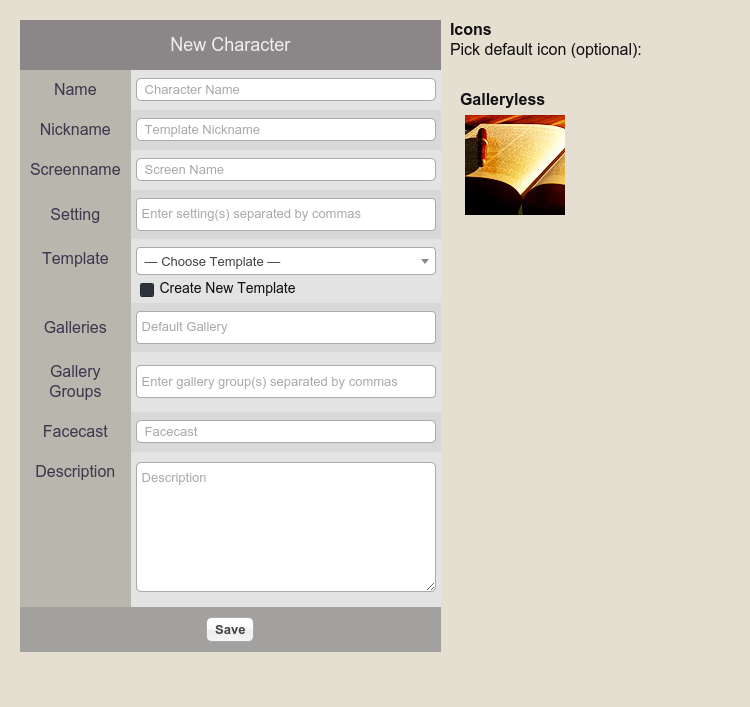 New Character
Name
Character Name
Nickname
Template Nickname
Screenname
Screen Name
Setting
Enter setting(s) separated by commas
Template
— Choose Template —
Create New Template
Galleries
Default Gallery
Gallery
Groups
Enter gallery group(s) separated by commas
Facecast
Facecast
Description
Description
Save
Icons
Pick default icon (optional):
Galleryless